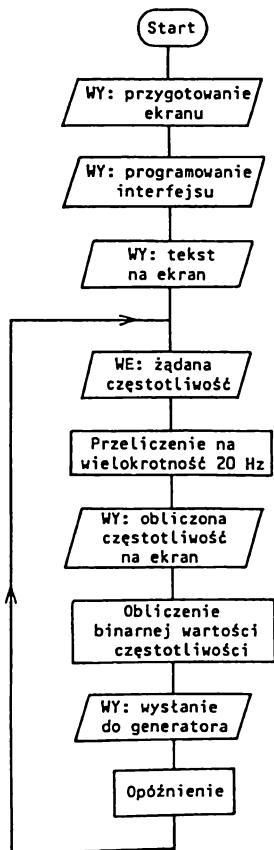 Start
WY: przygotowanie
ekranu
WY: programowanie
interfejsu
WY: tekst
na ekran
WE: żądana
częstotliwość
Przeliczenie na
wielokrotność 20 Hz
WY: obliczona
częstotliwość
na ekran
Obliczenie
binarnej wartości
częstotliwości
WY: wysłanie
do generatora
Opóźnienie